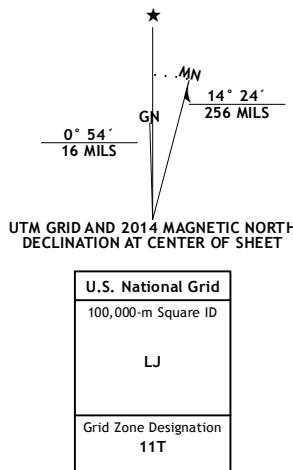 MN
GN
14° 24´
256 MILS
0° 54´
16 MILS
UTM GRID AND 2014 MAGNETIC NORTH
DECLINATION AT CENTER OF SHEET
U.S. National Grid
100,000-m Square ID
LJ
Grid Zone Designation
11T